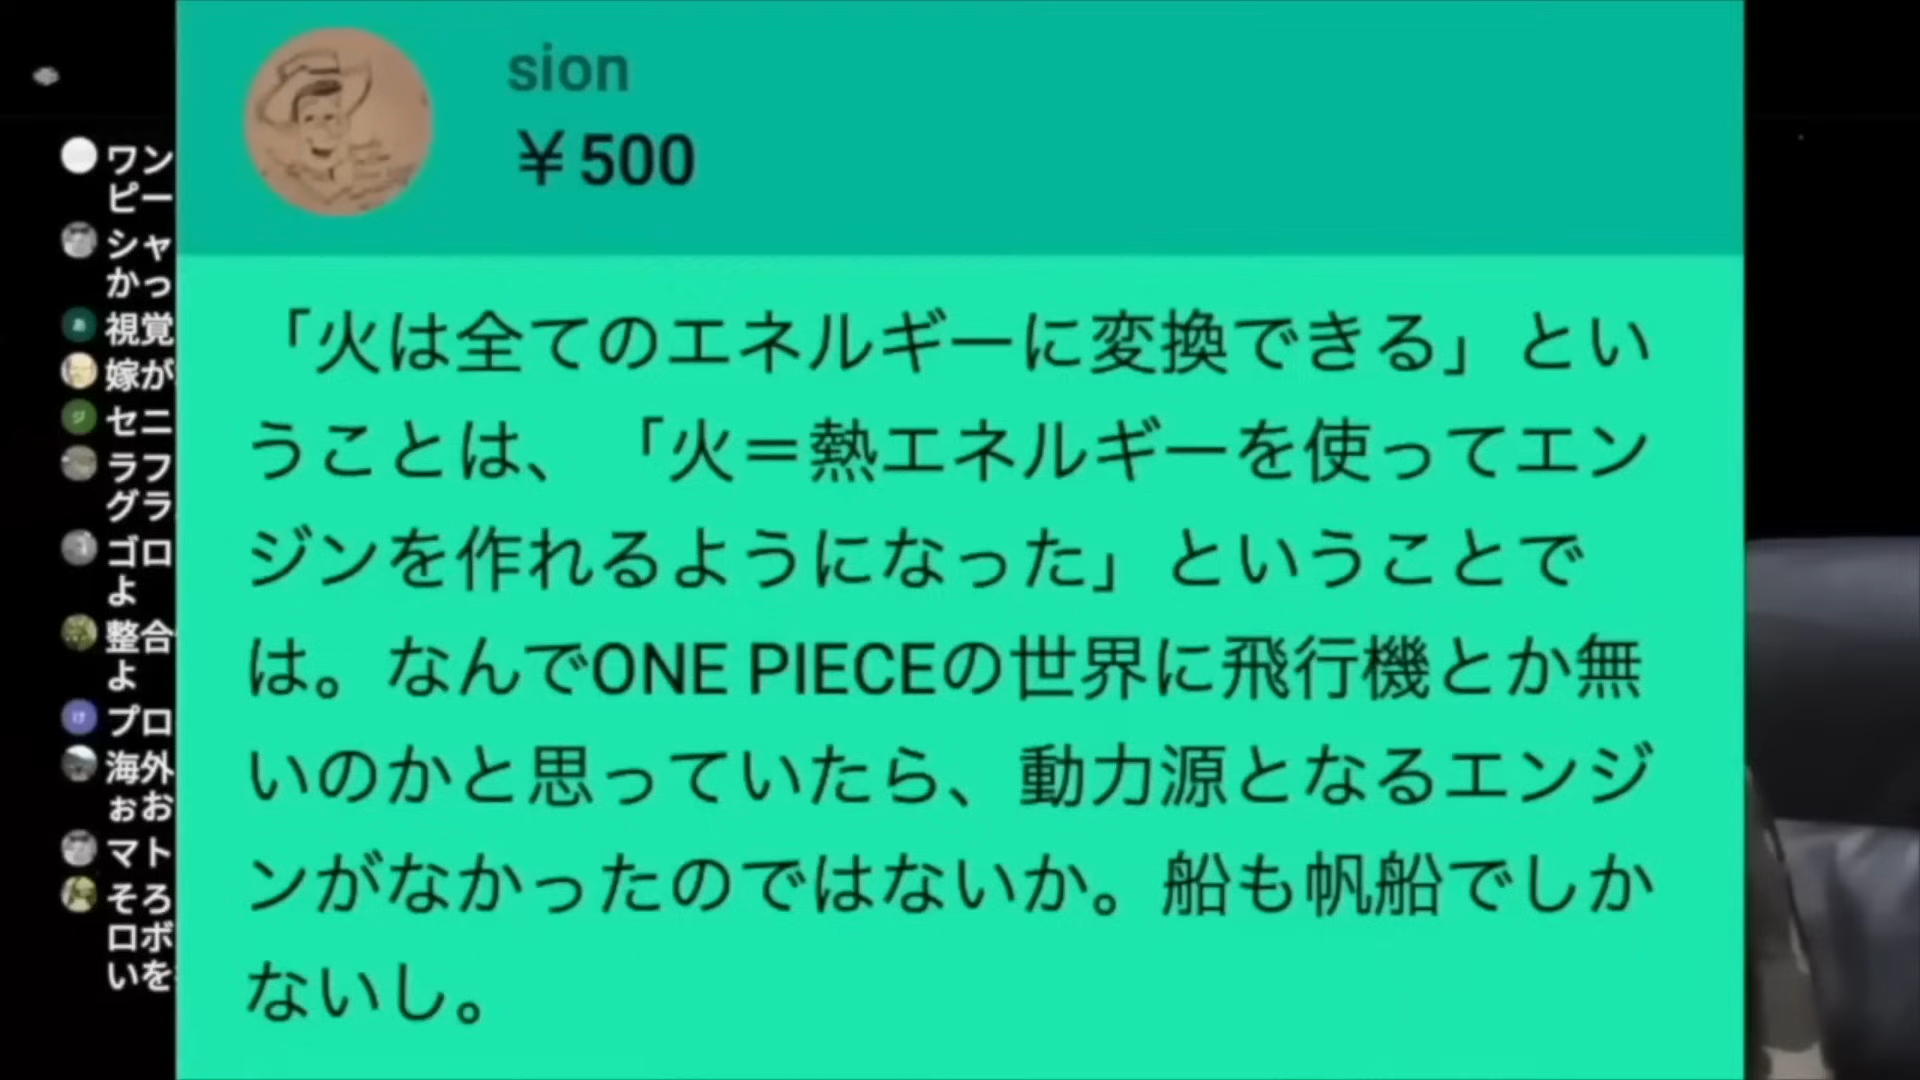 sion
￥500
「火は全てのエネルギーに変換できる」とい
うことは、「火＝熱エネルギーを使ってエン
ジンを作れるようになった」ということで
は。なんでONE PIECEの世界に飛行機とか無
いのかと思っていたら、動力源となるエンジ
ンがなかったのではないか。船も帆船でしか
ないし。
ワン
ピー
シャ
かっ
視覚
嫁が
セニ
ラフ
グラ
ゴロ
よ
整合
よ
プロ
海外
ぉお
マト
そろ
ロボ
いを